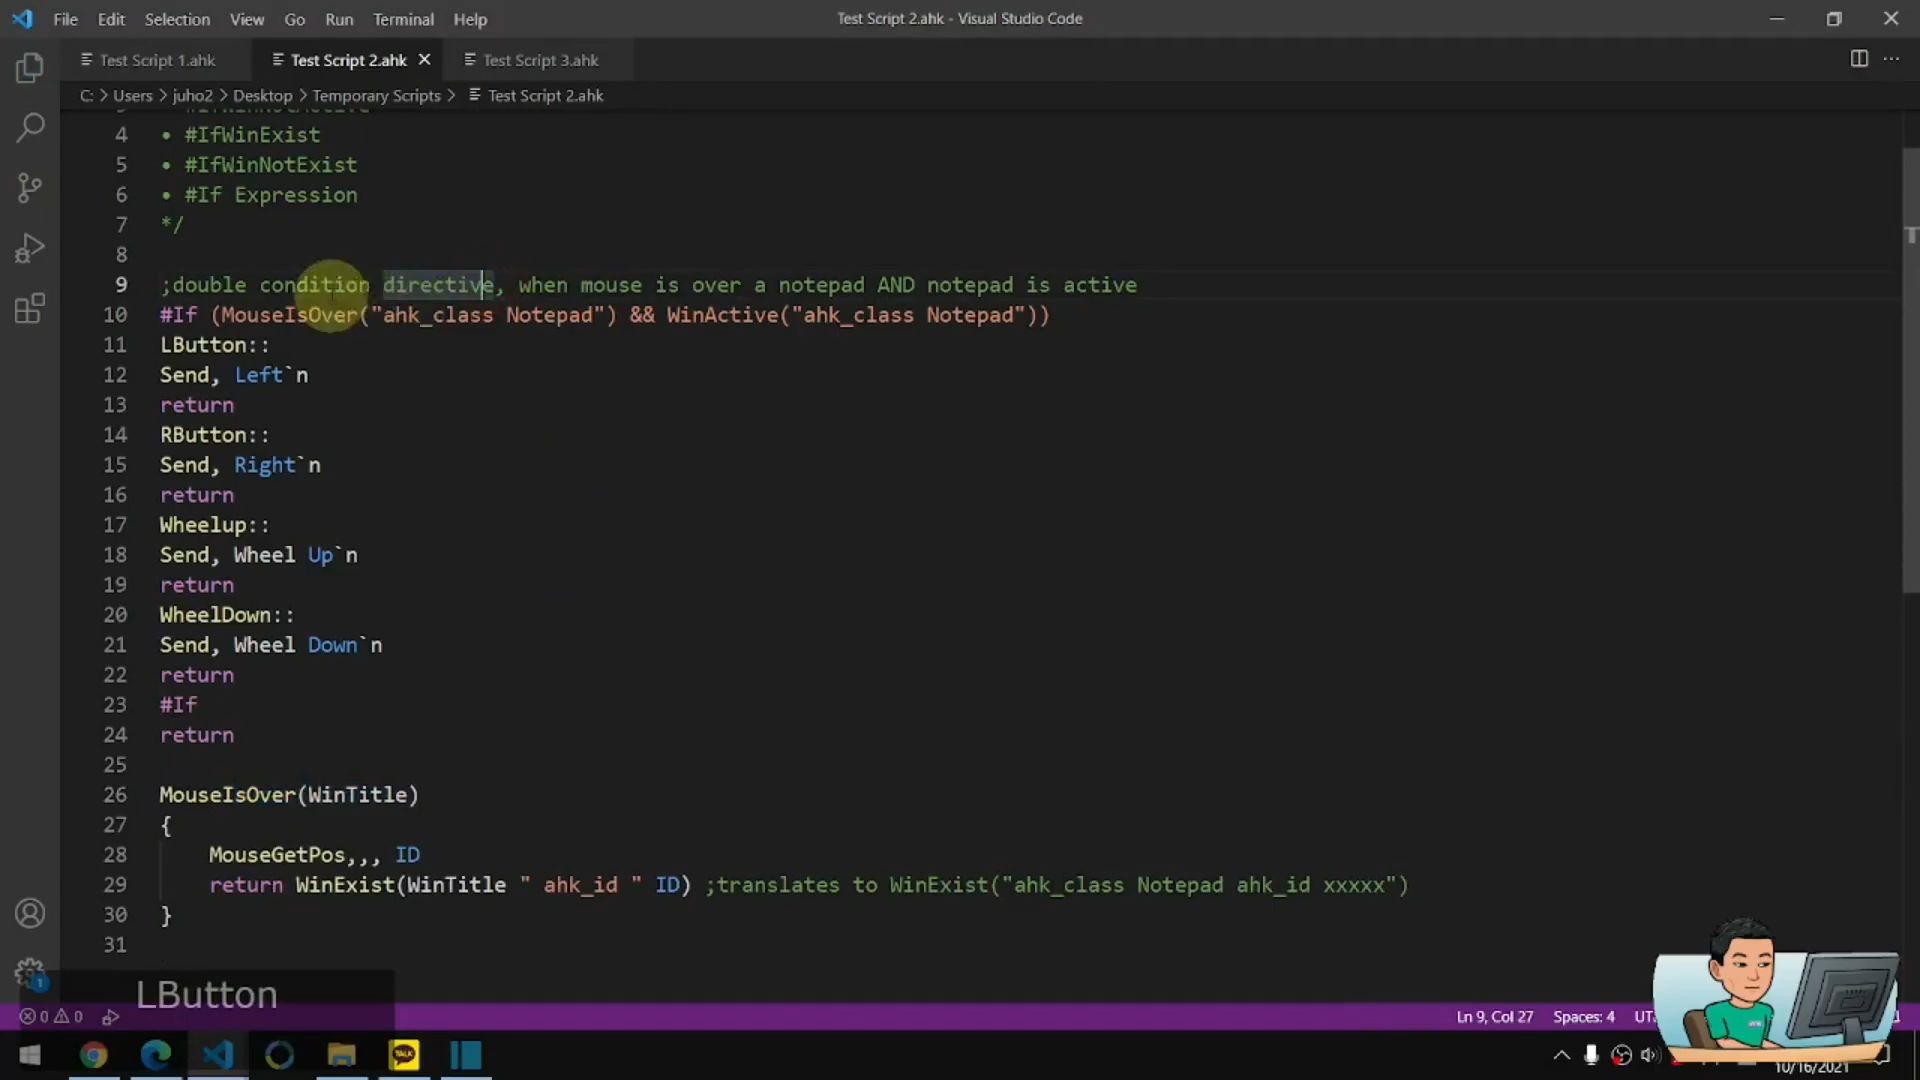 File Edit Selection View Go Run Terminal Help
Test Script 2.ahk - Visual Studio Code
Test Script 1.ahk
Test Script 2.ahk
Test Script 3.ahk
C: > Users > juho2 > Desktop > Temporary Scripts > Test Script 2.ahk
4 • #IfWinExist
5 • #IfWinNotExist
6 • #If Expression
7 */
8
9 ;double condition directive, when mouse is over a notepad AND notepad is active
10 #If (MouseIsOver("ahk_class Notepad") && WinActive("ahk_class Notepad"))
11 LButton::
12 Send, Left`n
13 return
14 RButton::
15 Send, Right`n
16 return
17 Wheelup::
18 Send, Wheel Up`n
19 return
20 WheelDown::
21 Send, Wheel Down`n
22 return
23 #If
24 return
25
26 MouseIsOver(WinTitle)
27 {
28 MouseGetPos,,, ID
29 return WinExist(WinTitle " ahk_id " ID) ;translates to WinExist("ahk_class Notepad ahk_id xxxxx")
30 }
31
1
LButton
0 0
Ln 9, Col 27 Spaces: 4
TALK
10/16/2021